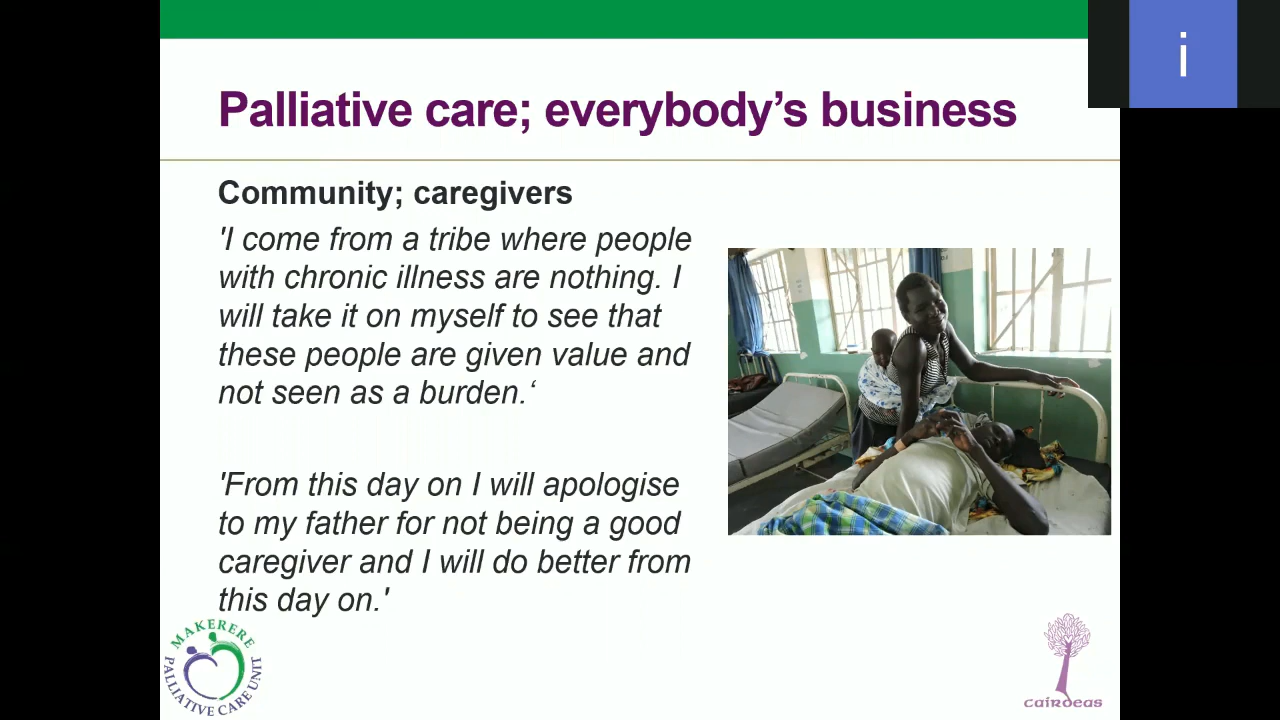 i
Palliative care; everybody’s business
Community; caregivers
'I come from a tribe where people
with chronic illness are nothing. I
will take it on myself to see that
these people are given value and
not seen as a burden.‘
'From this day on I will apologise
to my father for not being a good
caregiver and I will do better from
this day on.'
MAKERERE
PALLIATIVE CARE UNIT
cairdeas